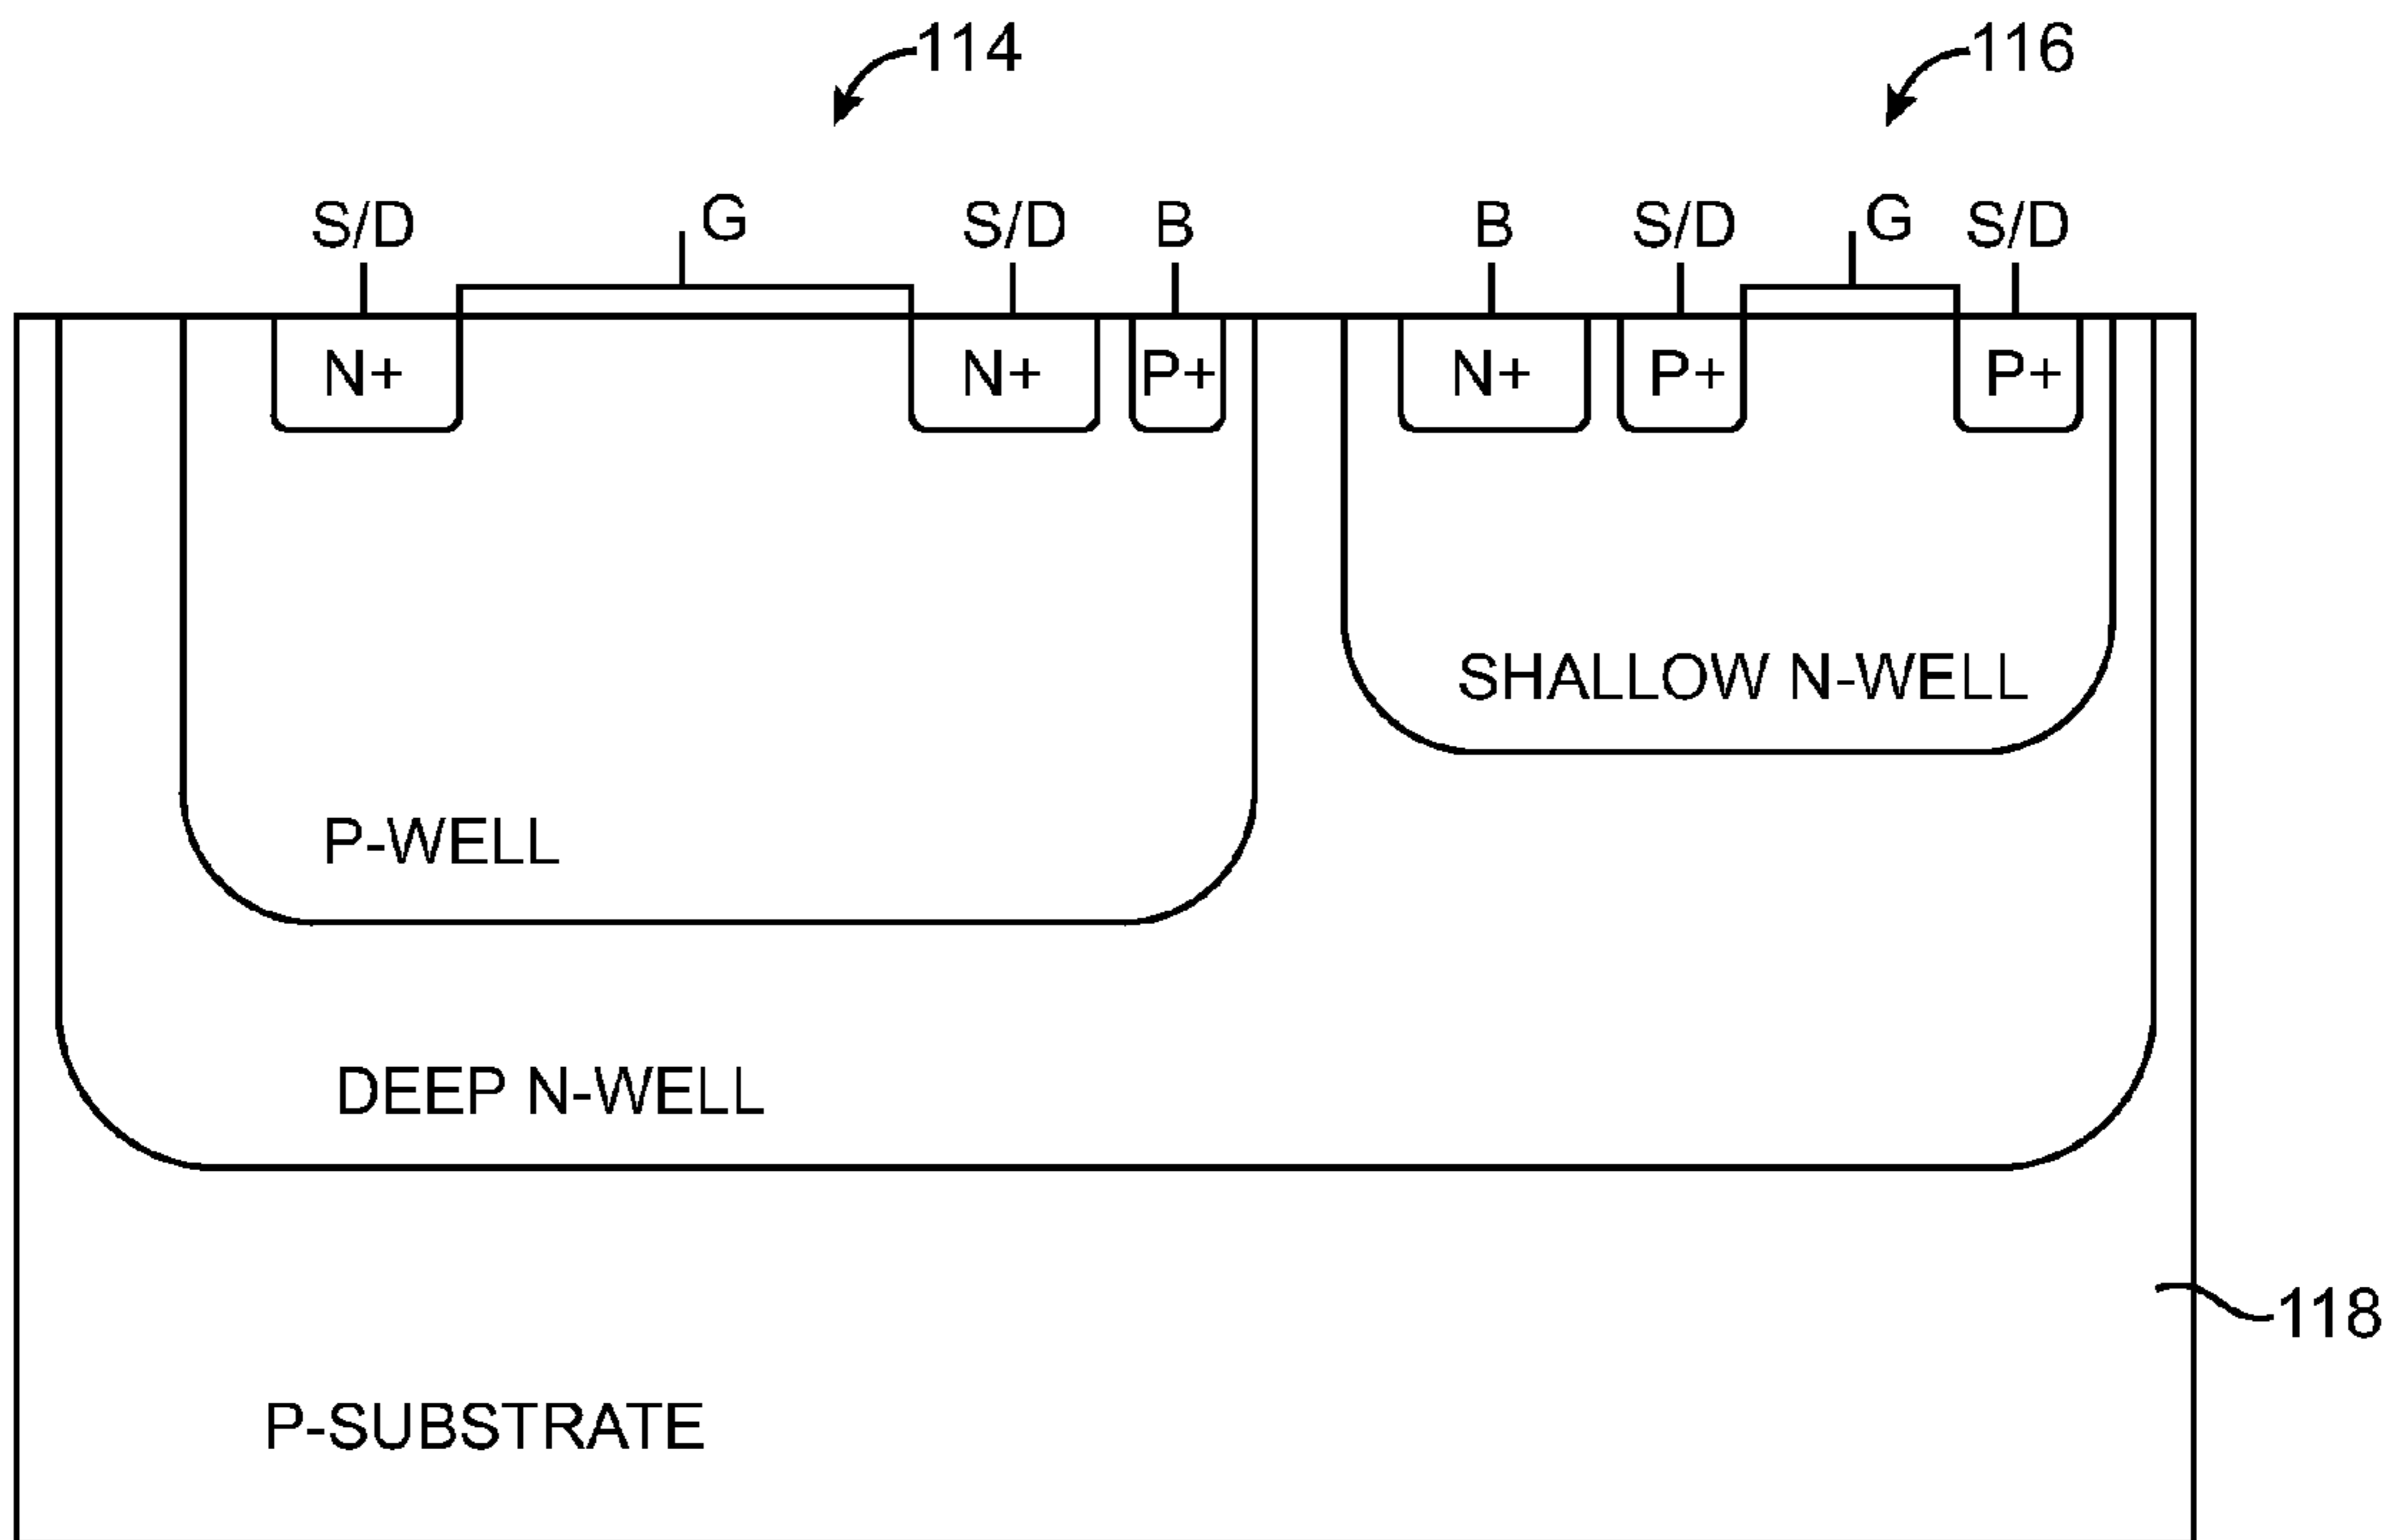 114 116
S/D G S/D B B S/D G S/D
N+ N+ P+ N+ P+ P+
SHALLOW N-WELL
P-WELL
DEEP N-WELL
118
P-SUBSTRATE